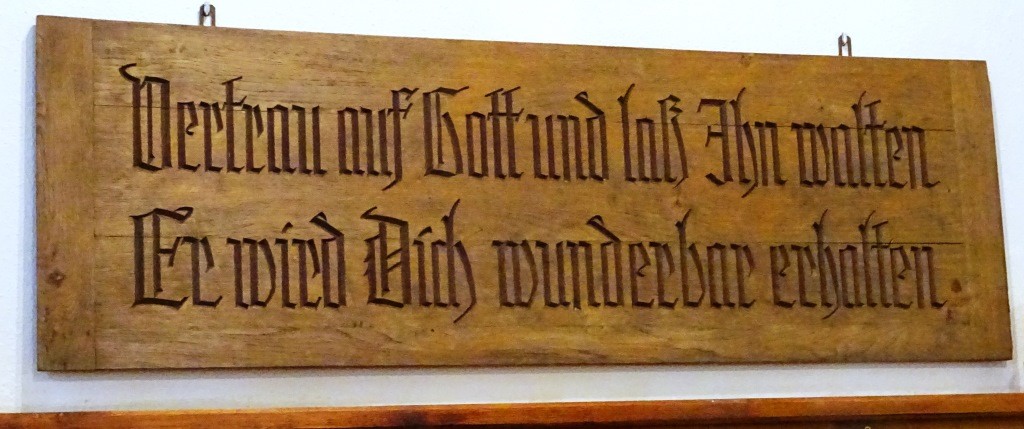 Vertrau auf Gott und laß Ihn walten
Er wird Dich wunderbar erhalten